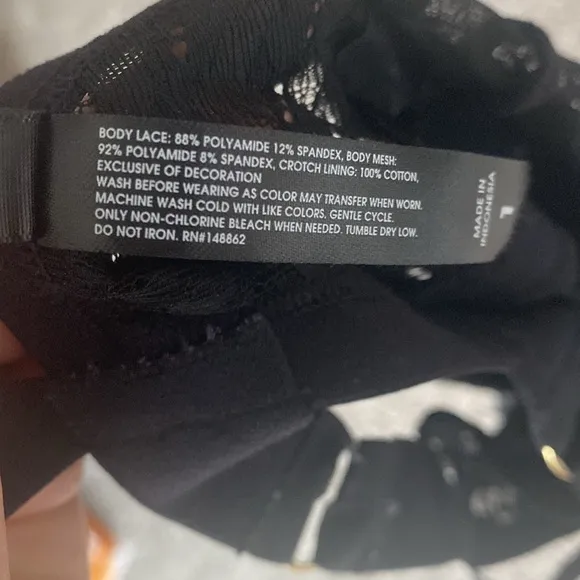 BODY LACE: 88% POLYAMIDE 12% SPANDEX, BODY MESH:
92% POLYAMIDE 8% SPANDEX, CROTCH LINING: 100% COTTON,
EXCLUSIVE OF DECORATION
WASH BEFORE WEARING AS COLOR MAY TRANSFER WHEN WORN.
MACHINE WASH COLD WITH LIKE COLORS. GENTLE CYCLE.
ONLY NON-CHLORINE BLEACH WHEN NEEDED. TUMBLE DRY LOW.
DO NOT IRON. RN#148862
MADE IN
INDONESIA
L